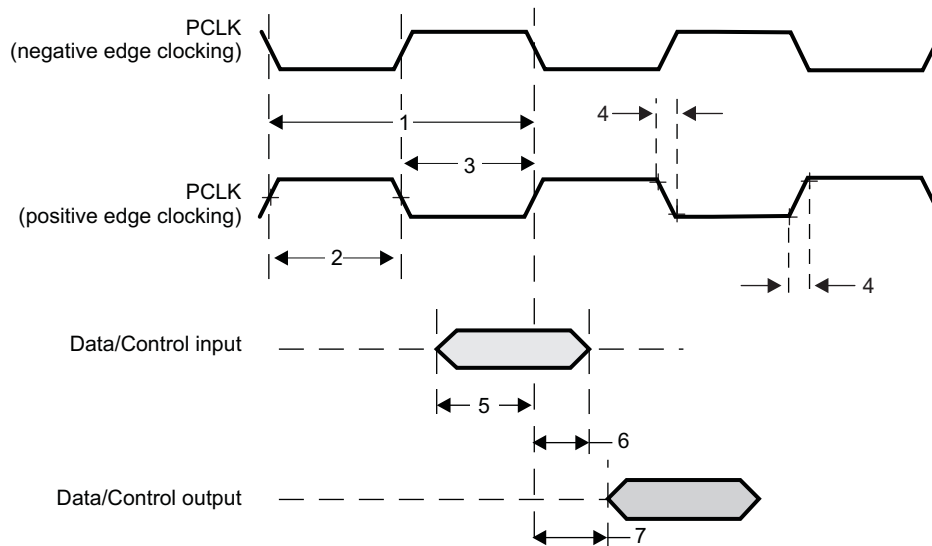 PCLK
(negative edge clocking)
1
4
3
PCLK
(positive edge clocking)
2
4
Data/Control input
5
6
Data/Control output
7